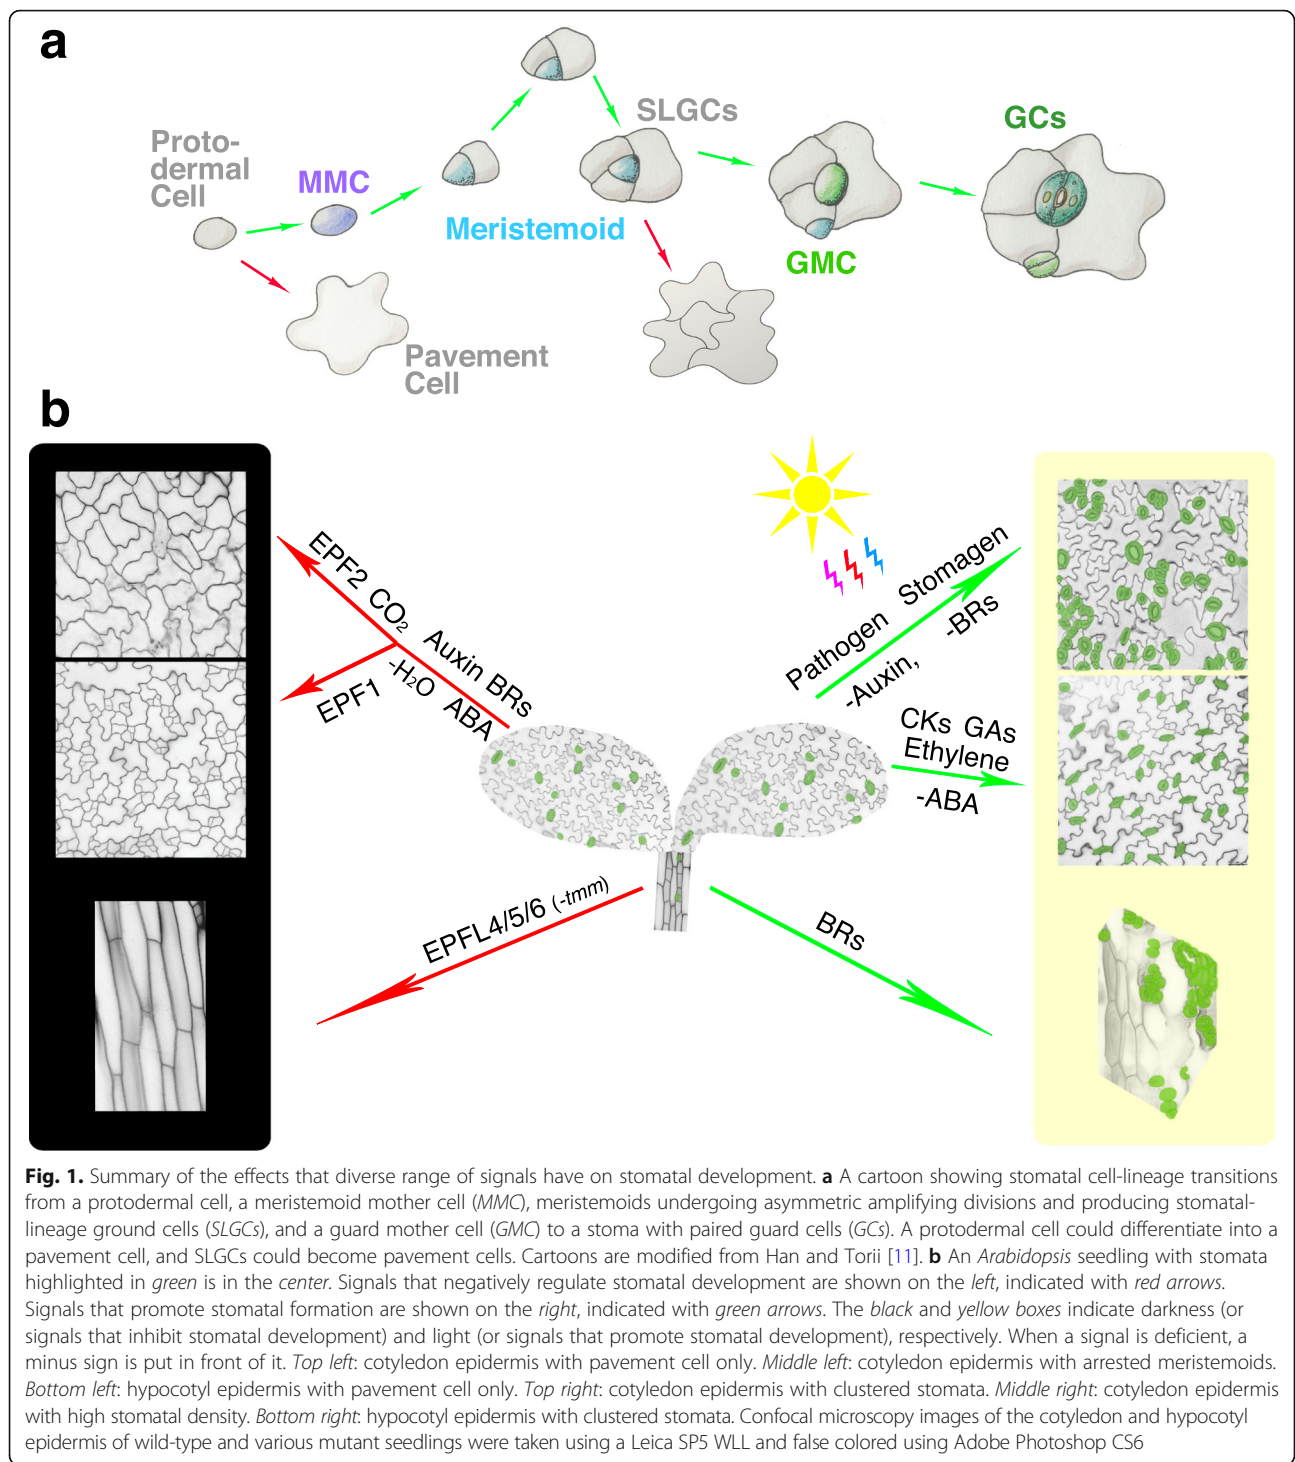 a
Proto-
dermal
Cell
MMC
Meristemoid
SLGCs
GMC
GCs
Pavement
Cell
b
EPF2 CO₂ Auxin BRs
-H₂O ABA
EPF1
Pathogen Stomagen
-Auxin, -BRs
CKs GAs
Ethylene
-ABA
EPFL4/5/6 (-tmm)
BRs
Fig. 1. Summary of the effects that diverse range of signals have on stomatal development. a A cartoon showing stomatal cell-lineage transitions
from a protodermal cell, a meristemoid mother cell (MMC), meristemoids undergoing asymmetric amplifying divisions and producing stomatal-
lineage ground cells (SLGCs), and a guard mother cell (GMC) to a stoma with paired guard cells (GCs). A protodermal cell could differentiate into a
pavement cell, and SLGCs could become pavement cells. Cartoons are modified from Han and Torii [11]. b An Arabidopsis seedling with stomata
highlighted in green is in the center. Signals that negatively regulate stomatal development are shown on the left, indicated with red arrows.
Signals that promote stomatal formation are shown on the right, indicated with green arrows. The black and yellow boxes indicate darkness (or
signals that inhibit stomatal development) and light (or signals that promote stomatal development), respectively. When a signal is deficient, a
minus sign is put in front of it. Top left: cotyledon epidermis with pavement cell only. Middle left: cotyledon epidermis with arrested meristemoids.
Bottom left: hypocotyl epidermis with pavement cell only. Top right: cotyledon epidermis with clustered stomata. Middle right: cotyledon epidermis
with high stomatal density. Bottom right: hypocotyl epidermis with clustered stomata. Confocal microscopy images of the cotyledon and hypocotyl
epidermis of wild-type and various mutant seedlings were taken using a Leica SP5 WLL and false colored using Adobe Photoshop CS6